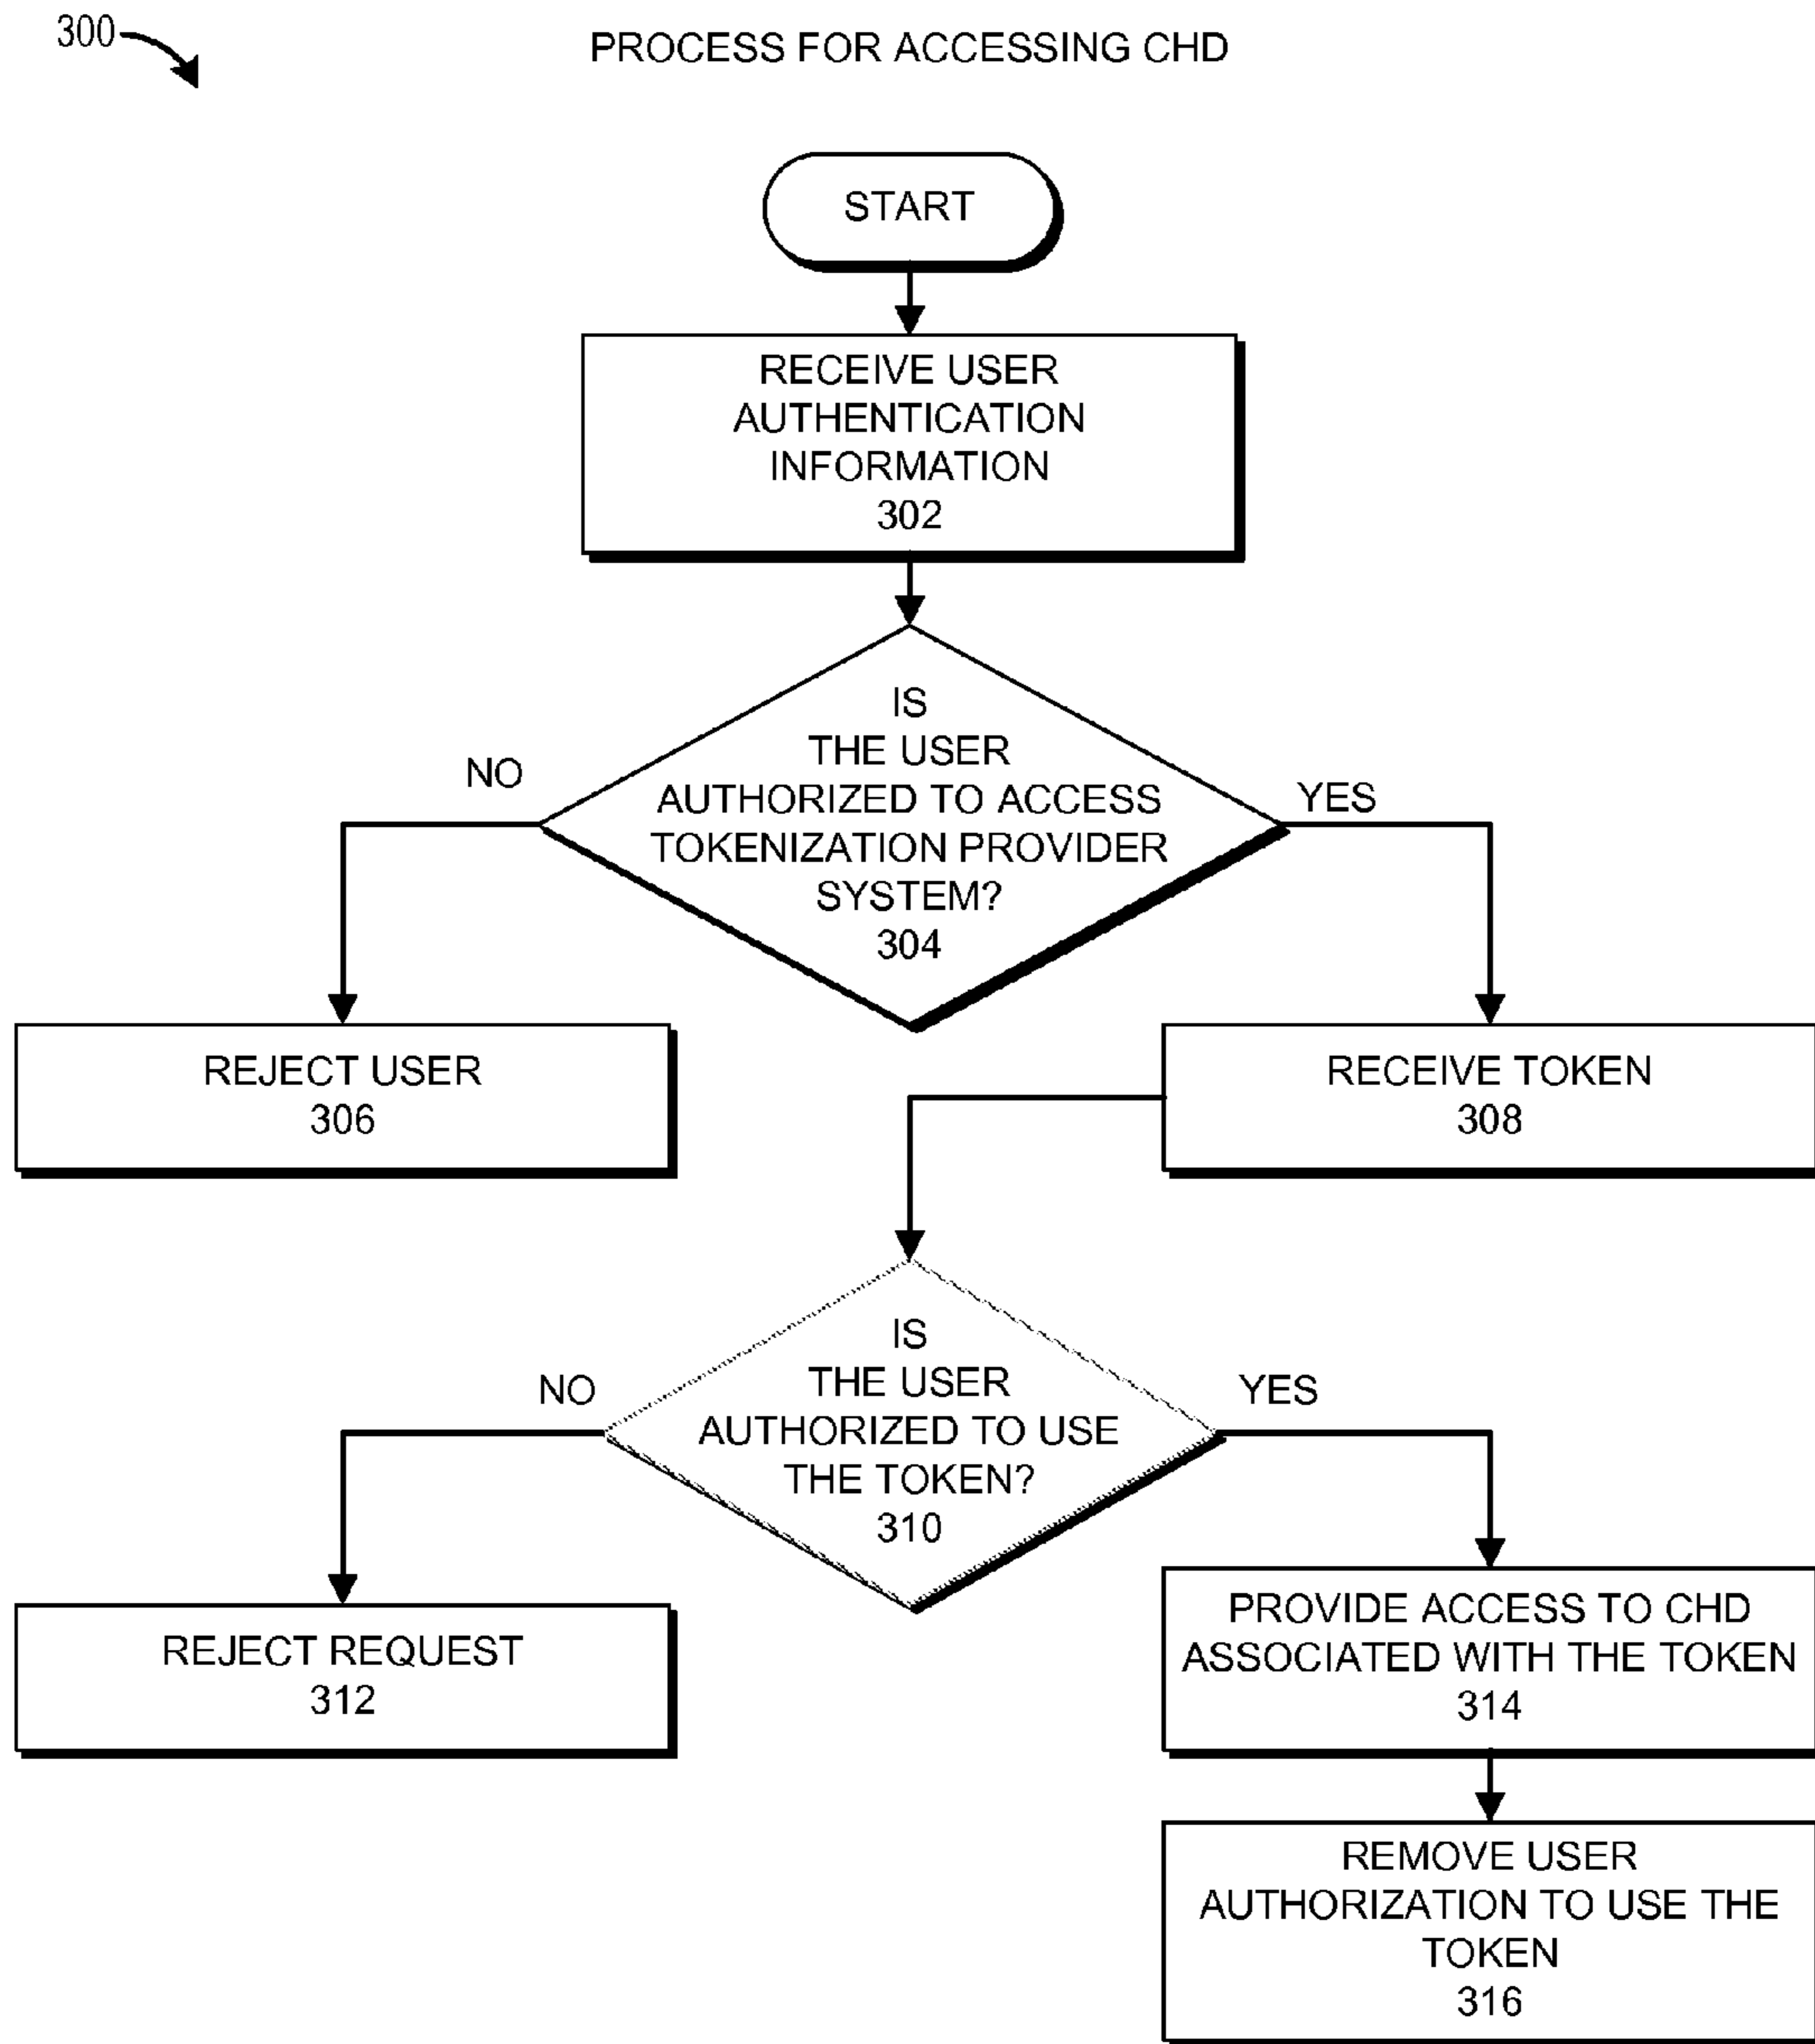 300
PROCESS FOR ACCESSING CHD
START
RECEIVE USER
AUTHENTICATION
INFORMATION
302
IS
THE USER
AUTHORIZED TO ACCESS
TOKENIZATION PROVIDER
SYSTEM?
304
NO
YES
REJECT USER
306
RECEIVE TOKEN
308
IS
THE USER
AUTHORIZED TO USE
THE TOKEN?
310
NO
YES
REJECT REQUEST
312
PROVIDE ACCESS TO CHD
ASSOCIATED WITH THE TOKEN
314
REMOVE USER
AUTHORIZATION TO USE THE
TOKEN
316